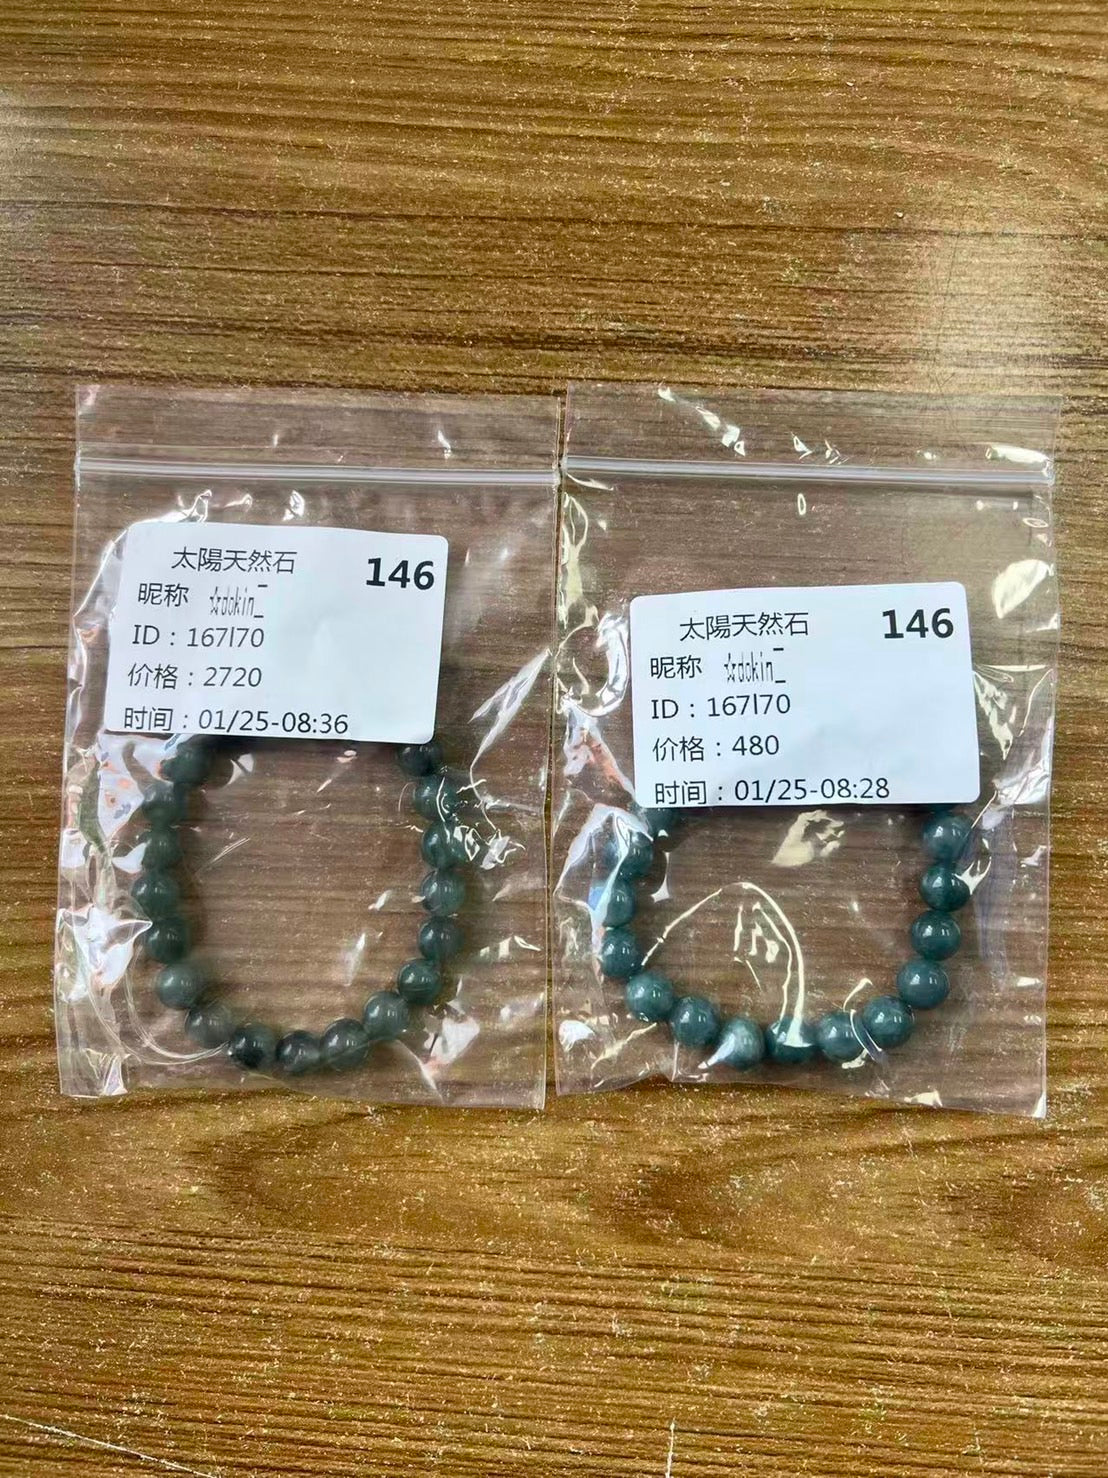 太陽天然石 146
昵称 ☆dokin_
ID：167l70
价格：2720
时间：01/25-08:36
太陽天然石 146
昵称 ☆dokin_
ID：167l70
价格：480
时间：01/25-08:28